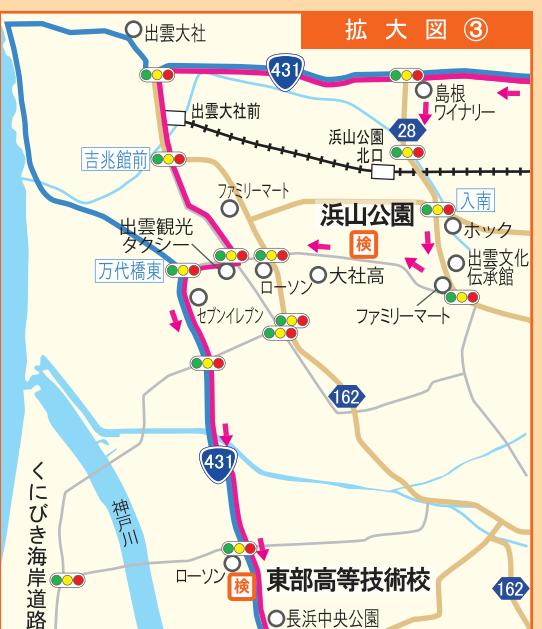 拡大図③
出雲大社
431
島根
ワイナリー
出雲大社前
28
浜山公園
北口
吉兆館前
ファミリーマート
入南
浜山公園
検
ホック
出雲観光
タクシー
万代橋東
ローソン
大社高
出雲文化
伝承館
セブンイレブン
ファミリーマート
162
431
くにびき海岸道路
神戸川
ローソン
検
東部高等技術校
162
長浜中央公園